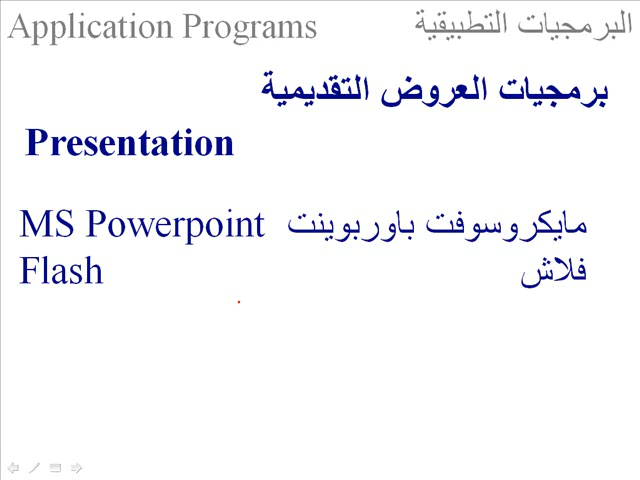 Application Programs البرمجيات التطبيقية
برمجيات العروض التقديمية
Presentation
MS Powerpoint مايكروسوفت باوربوينت
Flash فلاش